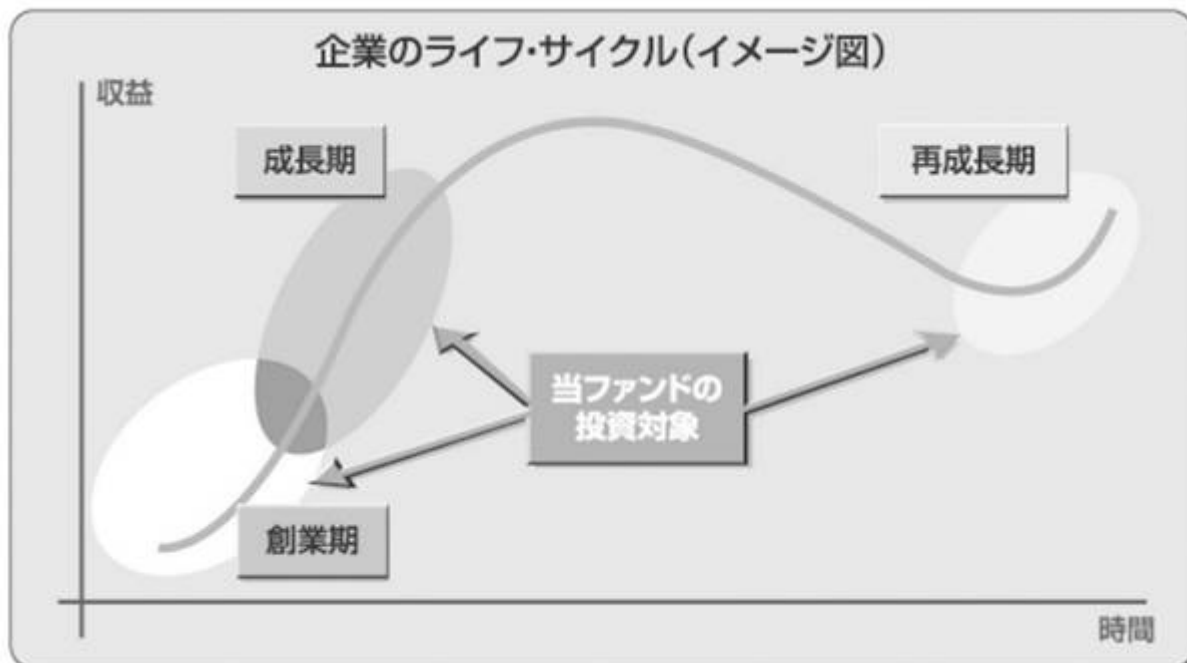 企業のライフ・サイクル(イメージ図)
収益
成長期
再成長期
当ファンドの
投資対象
創業期
時間